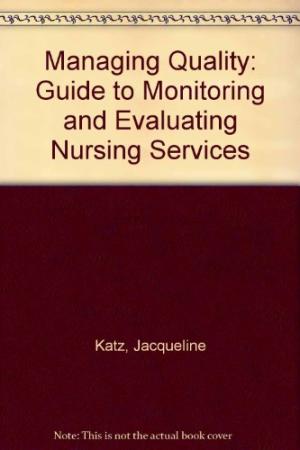 Managing Quality:
Guide to Monitoring
and Evaluating
Nursing Services
Katz, Jacqueline
Note: This is not the actual book cover